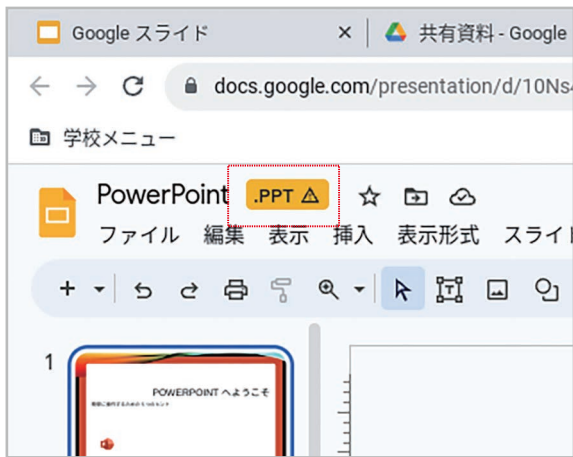 Google スライド
共有資料 - Google
docs.google.com/presentation/d/10Ns
学校メニュー
PowerPoint .PPT
ファイル 編集 表示 挿入 表示形式 スライ
1
POWERPOINT へようこそ